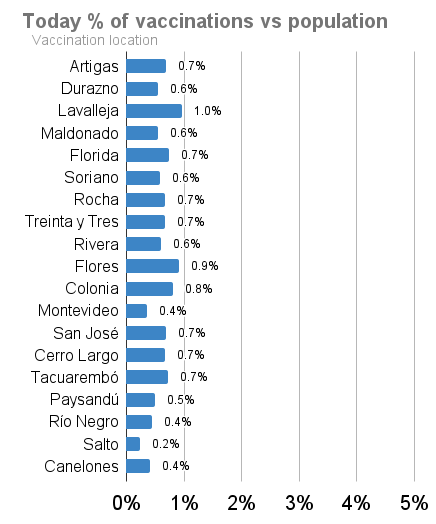 Today % of vaccinations vs population
Vaccination location
Artigas 0.7%
Durazno 0.6%
Lavalleja 1.0%
Maldonado 0.6%
Florida 0.7%
Soriano 0.6%
Rocha 0.7%
Treinta y Tres 0.7%
Rivera 0.6%
Flores 0.9%
Colonia 0.8%
Montevideo 0.4%
San José 0.7%
Cerro Largo 0.7%
Tacuarembó 0.7%
Paysandú 0.5%
Río Negro 0.4%
Salto 0.2%
Canelones 0.4%
0% 1% 2% 3% 4% 5%